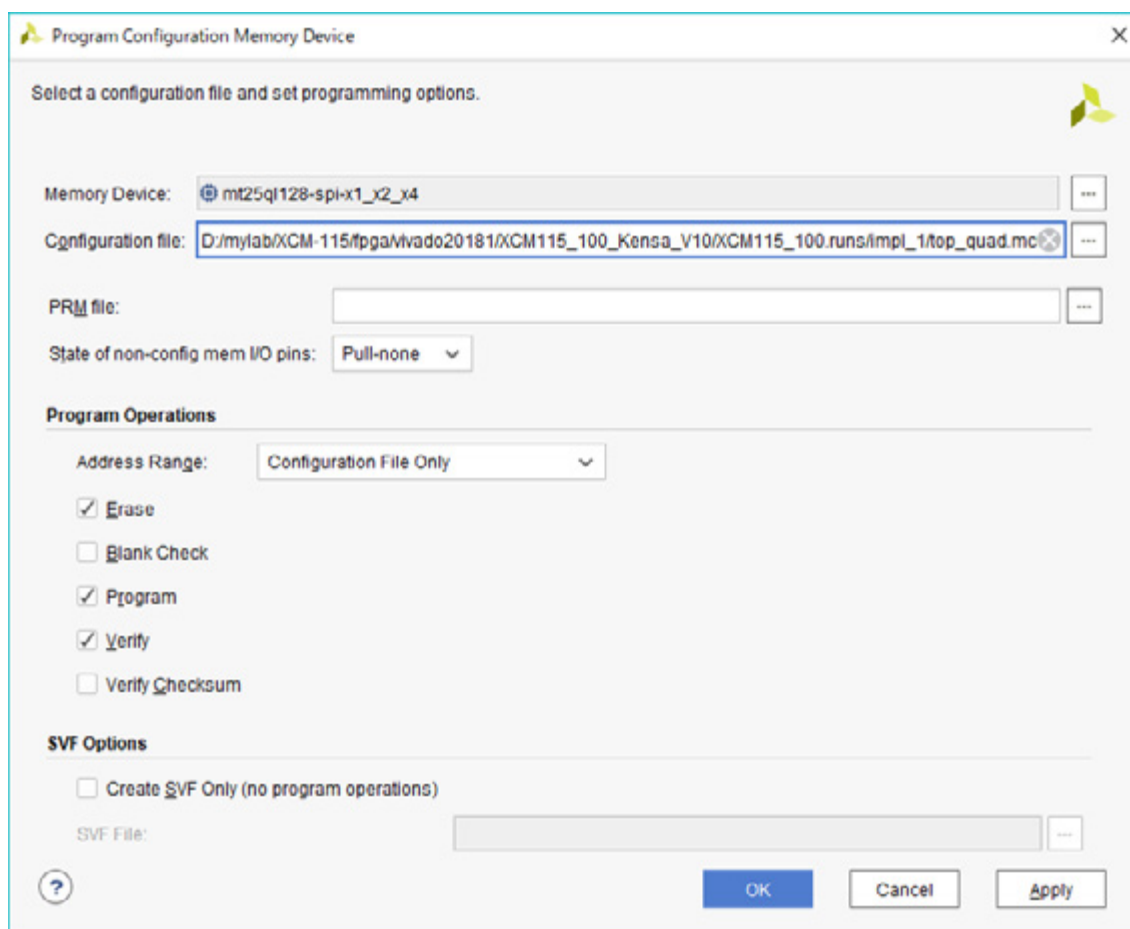 Program Configuration Memory Device
Select a configuration file and set programming options.
Memory Device: mt25ql128-spi-x1_x2_x4 ...
Configuration file: D:/mylab/XCM-115/fpga/vivado20181/XCM115_100_Kensa_V10/XCM115_100.runs/impl_1/top_quad.mc ...
PRM file: ...
State of non-config mem I/O pins: Pull-none
Program Operations
Address Range: Configuration File Only
Erase
Blank Check
Program
Verify
Verify Checksum
SVF Options
Create SVF Only (no program operations)
SVF File: ...
? OK Cancel Apply